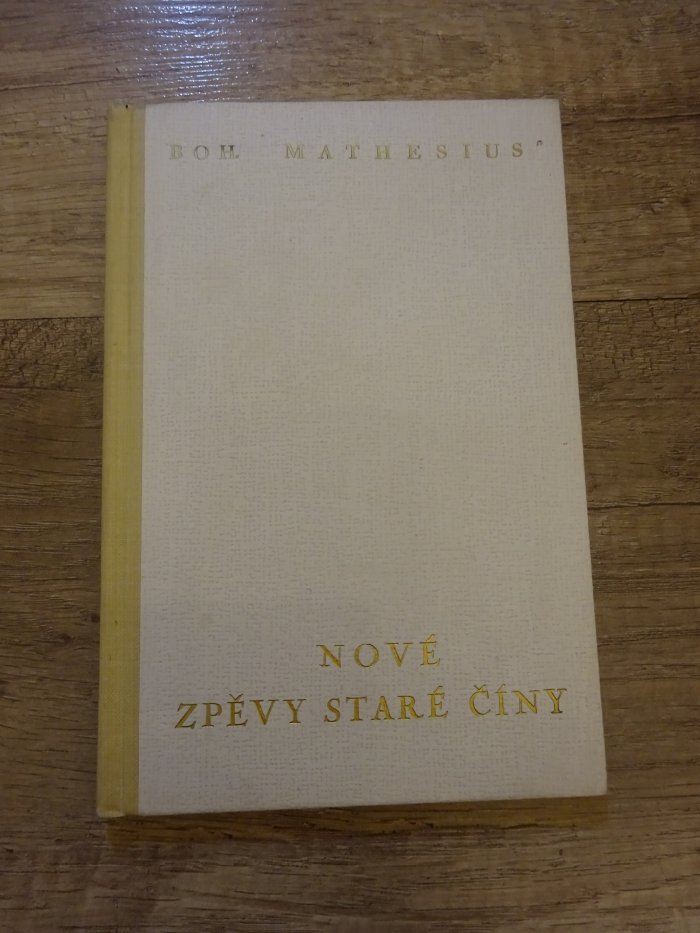 BOH. MATHESIUS
NOVÉ
ZPĚVY STARÉ ČÍNY